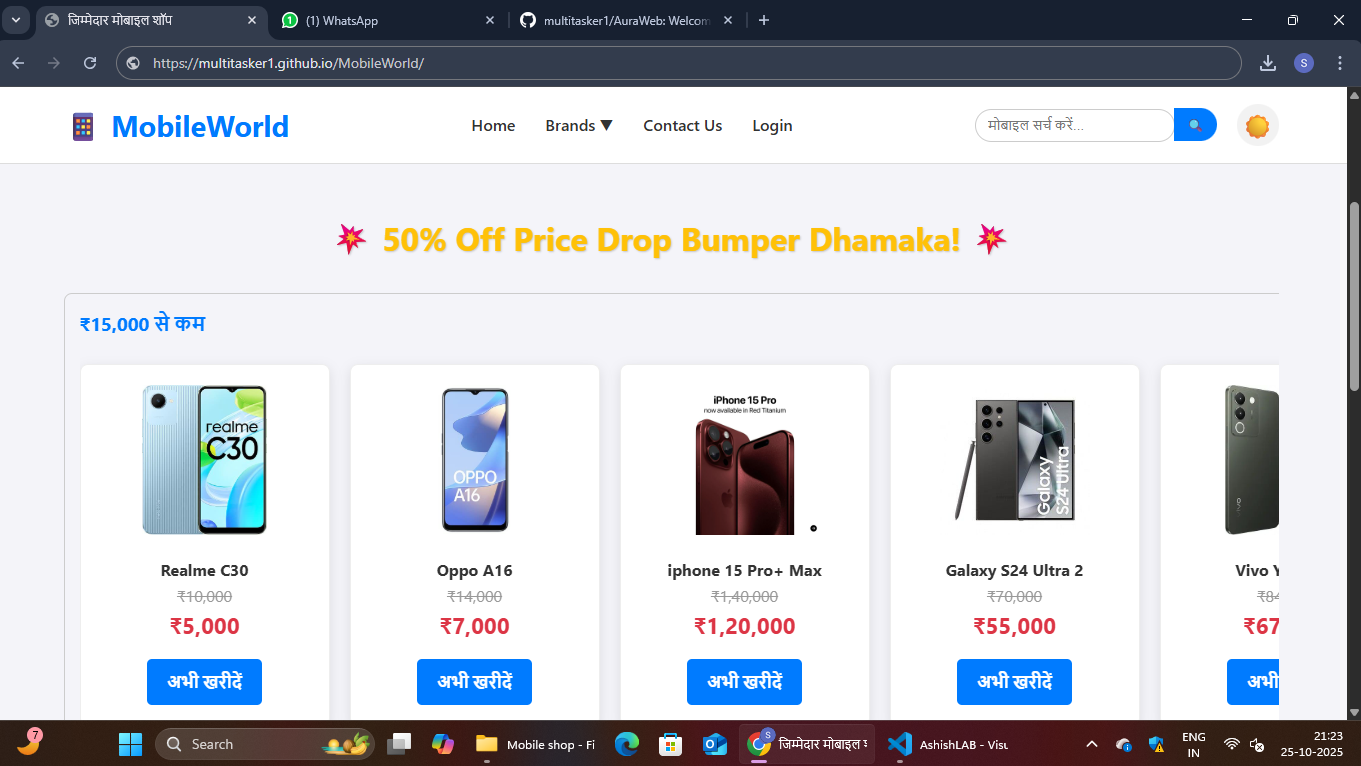 जिम्मेदार मोबाइल शॉप
(1) WhatsApp
multitasker1/AuraWeb: Welcom
https://multitasker1.github.io/MobileWorld/
S
MobileWorld
Home Brands ▼ Contact Us Login
मोबाइल सर्च करें...
50% Off Price Drop Bumper Dhamaka!
₹15,000 से कम
realme C30
OPPO A16
iPhone 15 Pro
now available in Red Titanium
Galaxy S24 Ultra
vivo
Realme C30
₹10,000
₹5,000
अभी खरीदें
Oppo A16
₹14,000
₹7,000
अभी खरीदें
iphone 15 Pro+ Max
₹1,40,000
₹1,20,000
अभी खरीदें
Galaxy S24 Ultra 2
₹70,000
₹55,000
अभी खरीदें
Vivo Y
₹84
₹67
अभी
7
Search
Mobile shop - Fi
S
जिम्मेदार मोबाइल श
AshishLAB - Visu
ENG
IN
21:23
25-10-2025